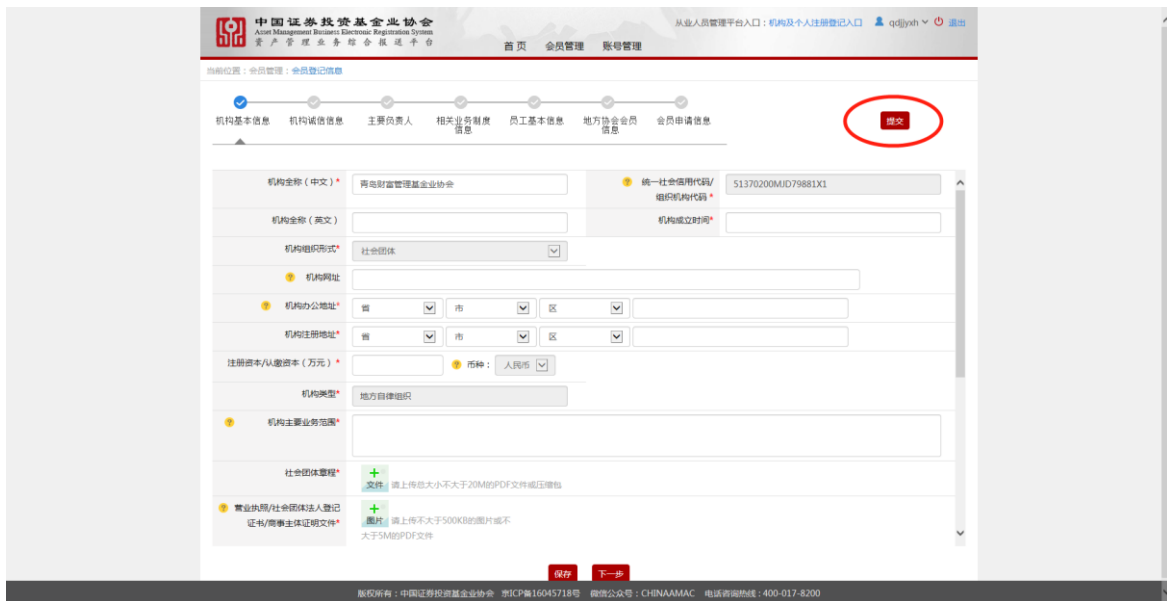 中国证券投资基金业协会
Asset Management Business Electronic Registration System
资产管理业务综合报送平台
从业人员管理平台入口：机构及个人注册登记入口 qdjjyxh 退出
首页 会员管理 账号管理
当前位置：会员管理：会员登记信息
机构基本信息 机构诚信信息 主要负责人 相关业务制度信息 员工基本信息 地方协会会员信息 会员申请信息
提交
机构全称（中文）* 青岛财富管理基金业协会 统一社会信用代码/组织机构代码* 51370200MJD79881X1
机构全称（英文） 机构成立时间*
机构组织形式* 社会团体
机构网址
机构办公地址* 省 市 区
机构注册地址* 省 市 区
注册资本/认缴资本（万元）* 币种： 人民币
机构类型* 地方自律组织
机构主要业务范围*
社会团体章程* 文件 请上传总大小不大于20M的PDF文件或压缩包
营业执照/社会团体法人登记证书/商事主体证明文件* 图片 请上传不大于500KB的图片或不大于5M的PDF文件
保存 下一步
版权所有：中国证券投资基金业协会 京ICP备16045718号 微信公众号：CHINAAMAC 电话咨询热线：400-017-8200